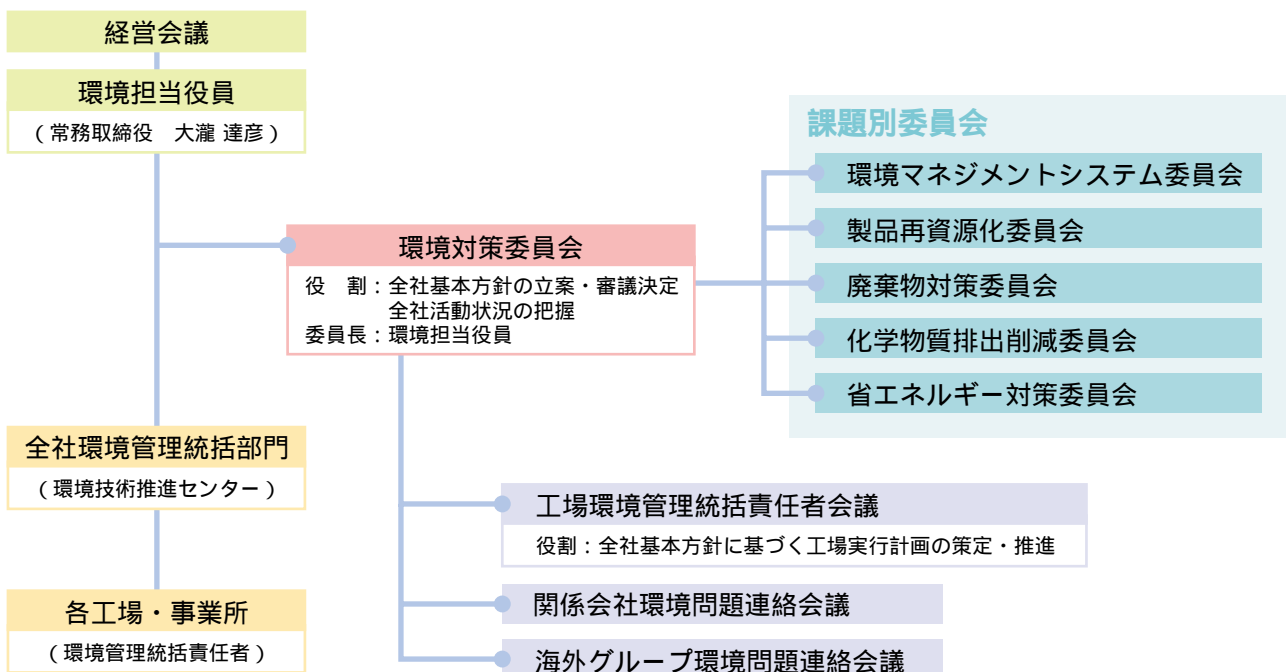 経営会議
環境担当役員
(常務取締役　大瀧 達彦)
環境対策委員会
役　割：全社基本方針の立案・審議決定
全社活動状況の把握
委員長：環境担当役員
課題別委員会
環境マネジメントシステム委員会
製品再資源化委員会
廃棄物対策委員会
化学物質排出削減委員会
省エネルギー対策委員会
全社環境管理統括部門
(環境技術推進センター)
各工場・事業所
(環境管理統括責任者)
工場環境管理統括責任者会議
役割：全社基本方針に基づく工場実行計画の策定・推進
関係会社環境問題連絡会議
海外グループ環境問題連絡会議